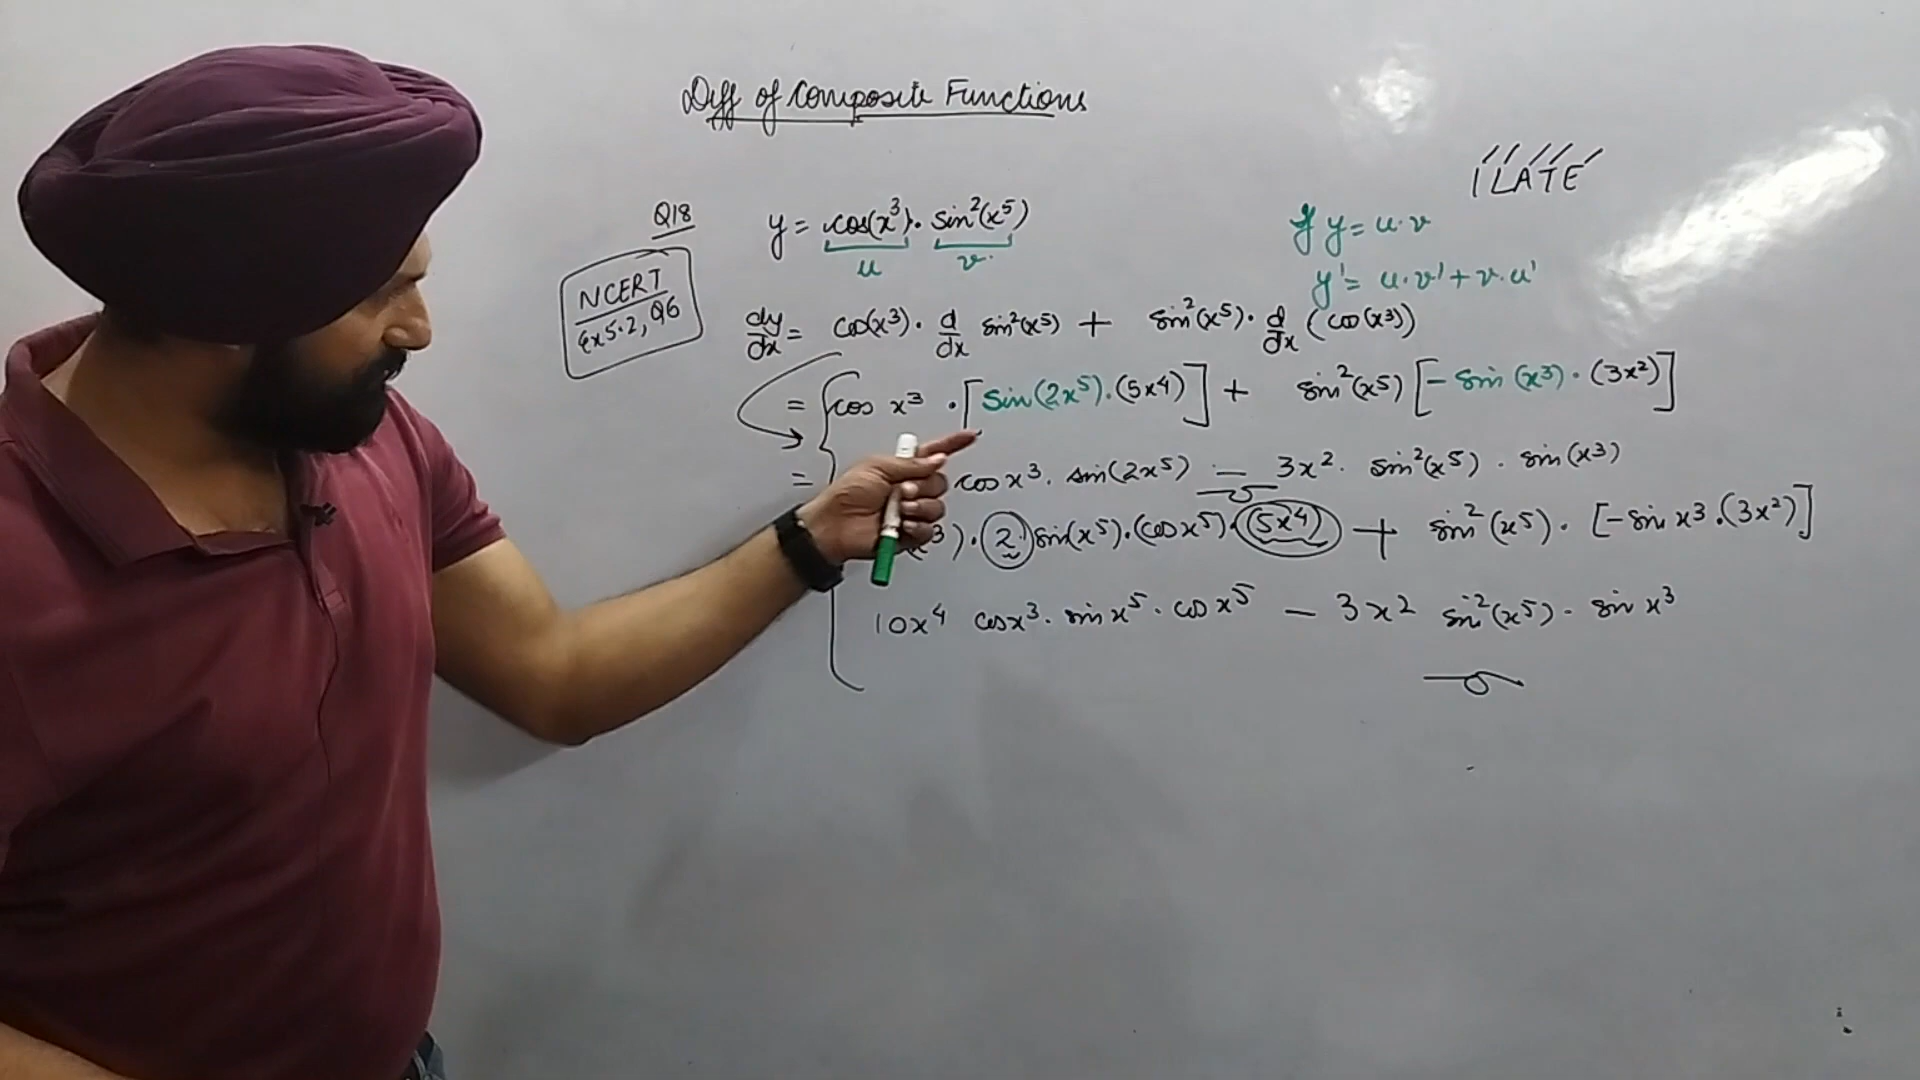 Diff of Composite Functions
ILATE
Q18
y = cos(x³). sin²(x⁵)
u v.
If y = u.v
y' = u.v' + v.u'
NCERT
Ex 5.2, Q6
dy/dx = cos(x³). d/dx sin²(x⁵) + sin²(x⁵). d/dx (cos(x³))
= cos x³ . [sin(2x⁵).(5x⁴)] + sin²(x⁵) [- sin (x³) . (3x²)]
= cos x³. sin(2x⁵) - 3x². sin²(x⁵) . sin(x³)
x³). 2 sin(x⁵).(cos x⁵).(5x⁴) + sin²(x⁵). [-sin x³.(3x²)]
10x⁴ cos x³. sin x⁵. cos x⁵ - 3x² sin²(x⁵). sin x³